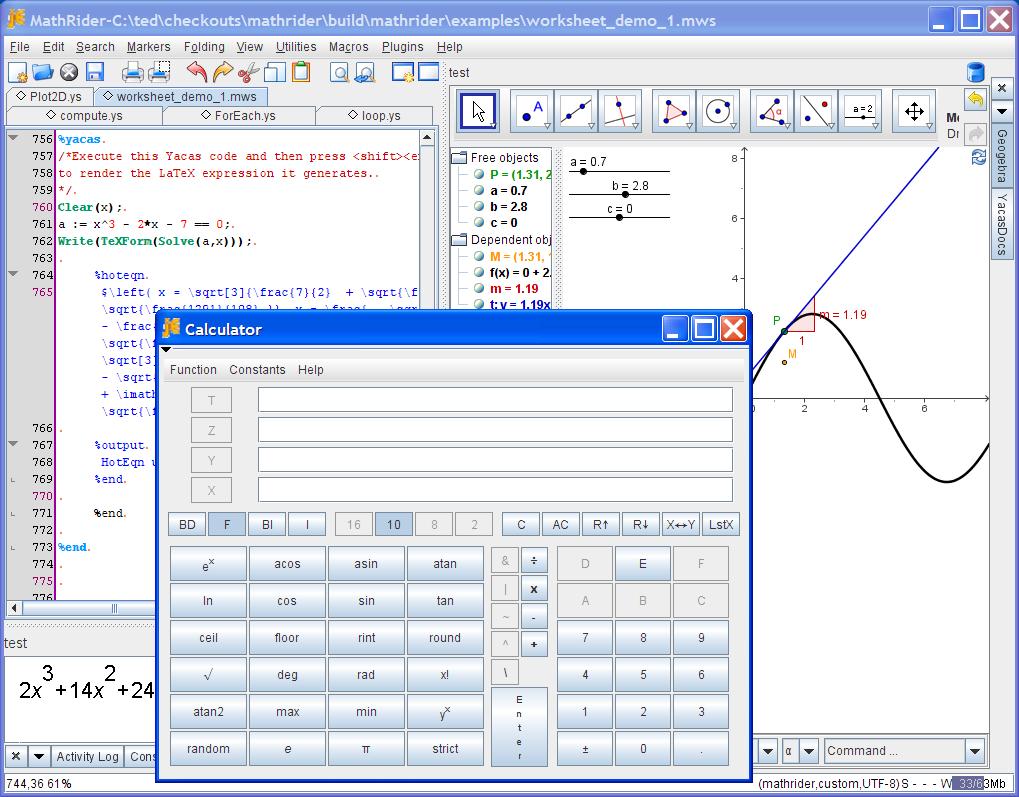 MathRider-C:\ted\checkouts\mathrider\build\mathrider\examples\worksheet_demo_1.mws
File Edit Search Markers Folding View Utilities Macros Plugins Help
test
Plot2D.ys worksheet_demo_1.mws
compute.ys ForEach.ys loop.ys
756 %yacas.
757 /*Execute this Yacas code and then press <shift><e
758 to render the LaTeX expression it generates..
759 */.
760 Clear(x);.
761 a := x^3 - 2*x - 7 == 0;.
762 Write(TeXForm(Solve(a,x)));.
763 .
764 %hoteqn.
765 $\left( x = \sqrt[3]{\frac{7}{2} + \sqrt{\f
- \frac
\sqrt{\f
\sqrt[3]
- \sqrt
+ \imath
\sqrt{\f
766 .
767 %output.
768 HotEqn u
769 %end.
770 .
771 %end.
772 .
773 %end.
774 .
775 .
776
test
2x^3+14x^2+24
Activity Log Cons
744,36 61%
(mathrider,custom,UTF-8)S - - - W 33/63Mb
A
α
a=2
Mo
Dr
Geogebra
YacasDocs
Free objects
P = (1.31, 2
a = 0.7
b = 2.8
c = 0
Dependent obj
M = (1.31,
f(x) = 0 + 2.
m = 1.19
t: y = 1.19x
a = 0.7
b = 2.8
c = 0
8
6
4
P
m = 1.19
1
M
0 2 4 6
α Command ...
Calculator
Function Constants Help
T
Z
Y
X
BD F BI I 16 10 8 2 C AC R↑ R↓ X↔Y LstX
e^x acos asin atan & ÷ D E F
ln cos sin tan | x A B C
ceil floor rint round ~ - 7 8 9
√ deg rad x! ^ + 4 5 6
\
atan2 max min y^x Enter 1 2 3
random e π strict ± 0 .